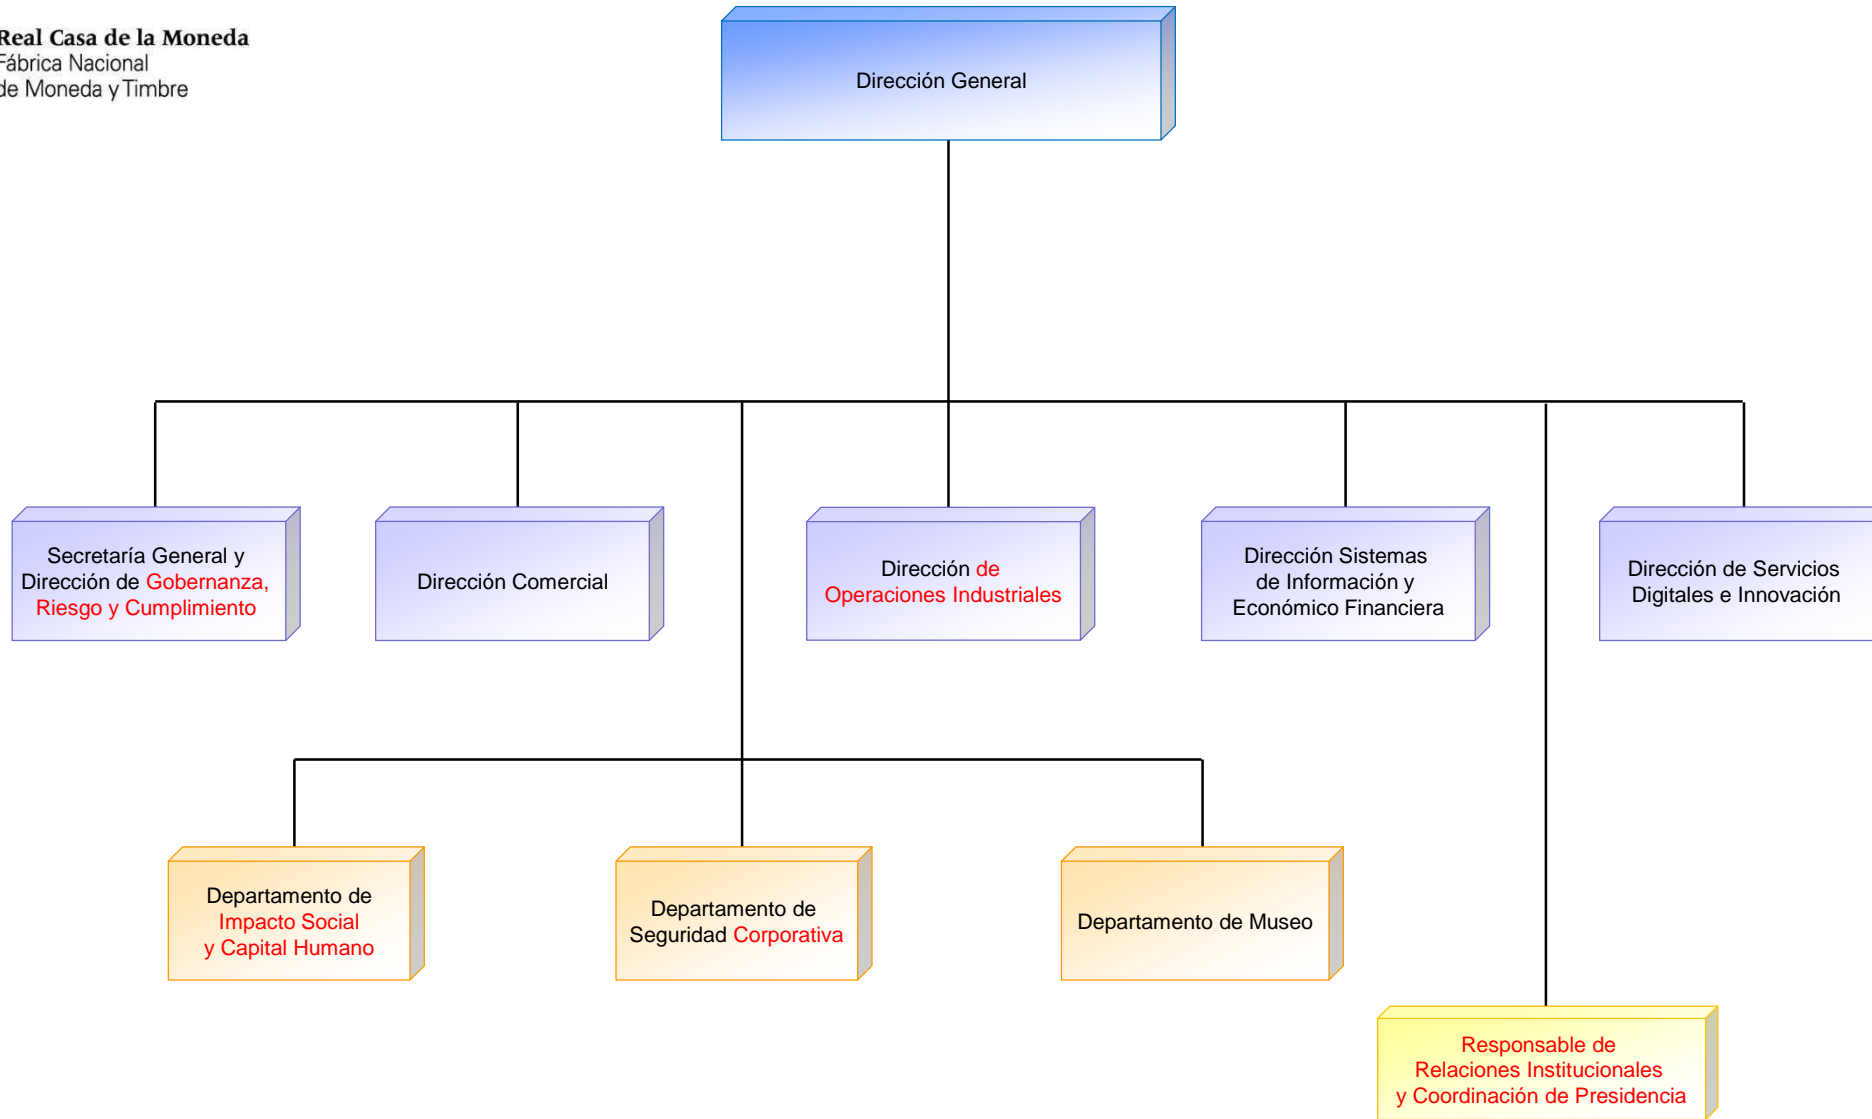 Real Casa de la Moneda
Fábrica Nacional
de Moneda y Timbre
Dirección General
Secretaría General y
Dirección de Gobernanza,
Riesgo y Cumplimiento
Dirección Comercial
Dirección de
Operaciones Industriales
Dirección Sistemas
de Información y
Económico Financiera
Dirección de Servicios
Digitales e Innovación
Departamento de
Impacto Social
y Capital Humano
Departamento de
Seguridad Corporativa
Departamento de Museo
Responsable de
Relaciones Institucionales
y Coordinación de Presidencia